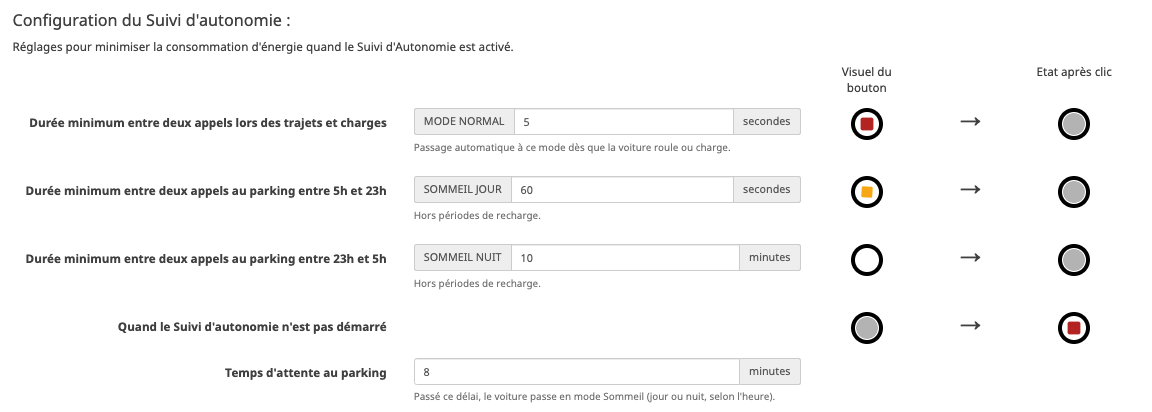 Configuration du Suivi d'autonomie :
Réglages pour minimiser la consommation d'énergie quand le Suivi d'Autonomie est activé.
Visuel du bouton
Etat après clic
Durée minimum entre deux appels lors des trajets et charges MODE NORMAL 5 secondes →
Passage automatique à ce mode dès que la voiture roule ou charge.
Durée minimum entre deux appels au parking entre 5h et 23h SOMMEIL JOUR 60 secondes →
Hors périodes de recharge.
Durée minimum entre deux appels au parking entre 23h et 5h SOMMEIL NUIT 10 minutes →
Hors périodes de recharge.
Quand le Suivi d'autonomie n'est pas démarré →
Temps d'attente au parking 8 minutes
Passé ce délai, le voiture passe en mode Sommeil (jour ou nuit, selon l'heure).